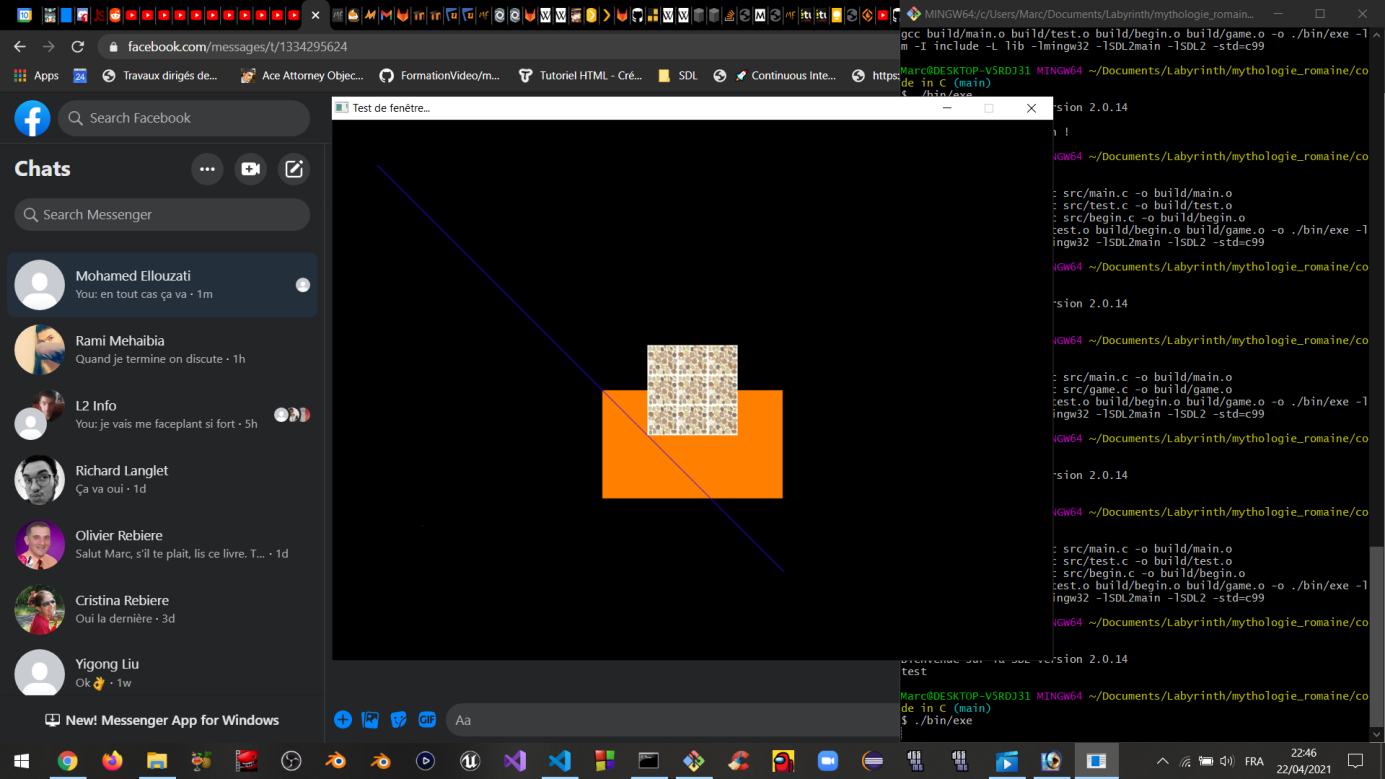 MINGW64:/c/Users/Marc/Documents/Labyrinth/mythologie_romain...
facebook.com/messages/t/1334295624
Apps
24
Travaux dirigés de...
Ace Attorney Objec...
FormationVideo/m...
Tutoriel HTML - Cré...
SDL
Continuous Inte...
https:
Search Facebook
Chats
Search Messenger
Mohamed Ellouzati
You: en tout cas ça va · 1m
Rami Mehaibia
Quand je termine on discute · 1h
L2 Info
You: je vais me faceplant si fort · 5h
Richard Langlet
Ça va oui · 1d
Olivier Rebiere
Salut Marc, s'il te plait, lis ce livre. T... · 1d
Cristina Rebiere
Oui la dernière · 3d
Yigong Liu
Ok👌 · 1w
New! Messenger App for Windows
GIF
Aa
Test de fenêtre...
gcc build/main.o build/test.o build/begin.o build/game.o -o ./bin/exe -l
m -I include -L lib -lmingw32 -lSDL2main -lSDL2 -std=c99
Marc@DESKTOP-V5RDJ31 MINGW64 ~/Documents/Labyrinth/mythologie_romaine/co
de in C (main)
$ ./bin/exe
rsion 2.0.14
n !
NGW64 ~/Documents/Labyrinth/mythologie_romaine/co
c src/main.c -o build/main.o
c src/test.c -o build/test.o
c src/begin.c -o build/begin.o
test.o build/begin.o build/game.o -o ./bin/exe -l
mingw32 -lSDL2main -lSDL2 -std=c99
NGW64 ~/Documents/Labyrinth/mythologie_romaine/co
rsion 2.0.14
NGW64 ~/Documents/Labyrinth/mythologie_romaine/co
c src/main.c -o build/main.o
c src/game.c -o build/game.o
test.o build/begin.o build/game.o -o ./bin/exe -l
mingw32 -lSDL2main -lSDL2 -std=c99
NGW64 ~/Documents/Labyrinth/mythologie_romaine/co
rsion 2.0.14
NGW64 ~/Documents/Labyrinth/mythologie_romaine/co
c src/main.c -o build/main.o
c src/test.c -o build/test.o
c src/begin.c -o build/begin.o
test.o build/begin.o build/game.o -o ./bin/exe -l
mingw32 -lSDL2main -lSDL2 -std=c99
NGW64 ~/Documents/Labyrinth/mythologie_romaine/co
Bienvenue sur la SDL version 2.0.14
test
Marc@DESKTOP-V5RDJ31 MINGW64 ~/Documents/Labyrinth/mythologie_romaine/co
de in C (main)
$ ./bin/exe
FRA
22:46
22/04/2021